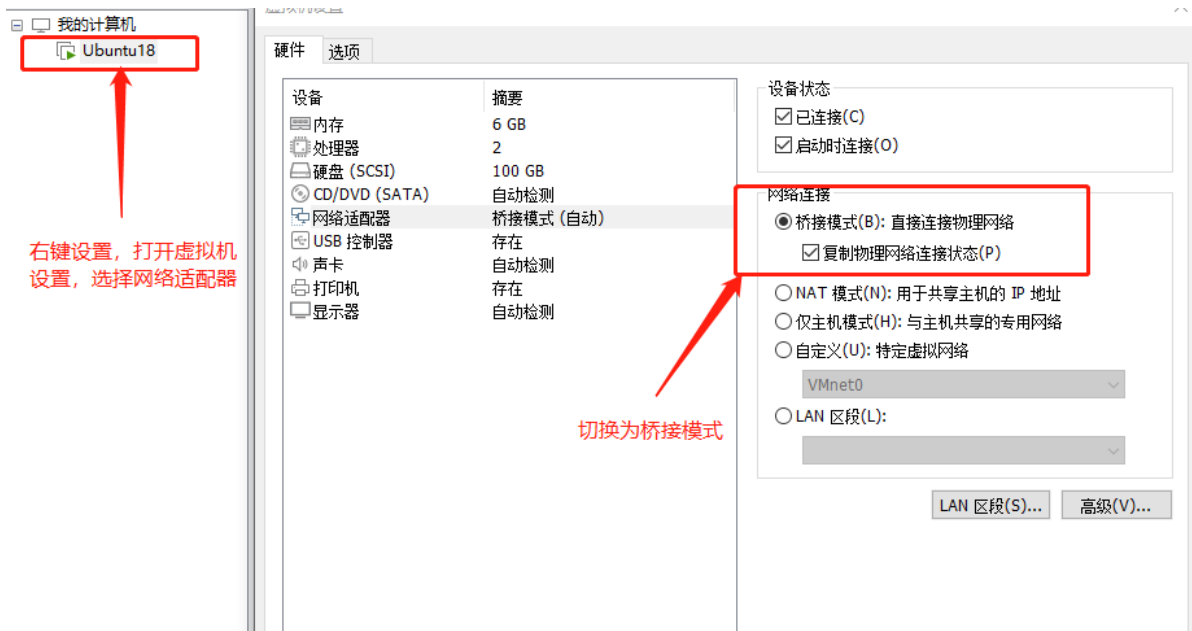 虚拟机设置
我的计算机
Ubuntu18
硬件 选项
设备 摘要
内存 6 GB
处理器 2
硬盘 (SCSI) 100 GB
CD/DVD (SATA) 自动检测
网络适配器 桥接模式 (自动)
USB 控制器 存在
声卡 自动检测
打印机 存在
显示器 自动检测
右键设置，打开虚拟机
设置，选择网络适配器
设备状态
已连接(C)
启动时连接(O)
网络连接
桥接模式(B): 直接连接物理网络
复制物理网络连接状态(P)
NAT 模式(N): 用于共享主机的 IP 地址
仅主机模式(H): 与主机共享的专用网络
自定义(U): 特定虚拟网络
VMnet0
LAN 区段(L):
切换为桥接模式
LAN 区段(S)... 高级(V)...